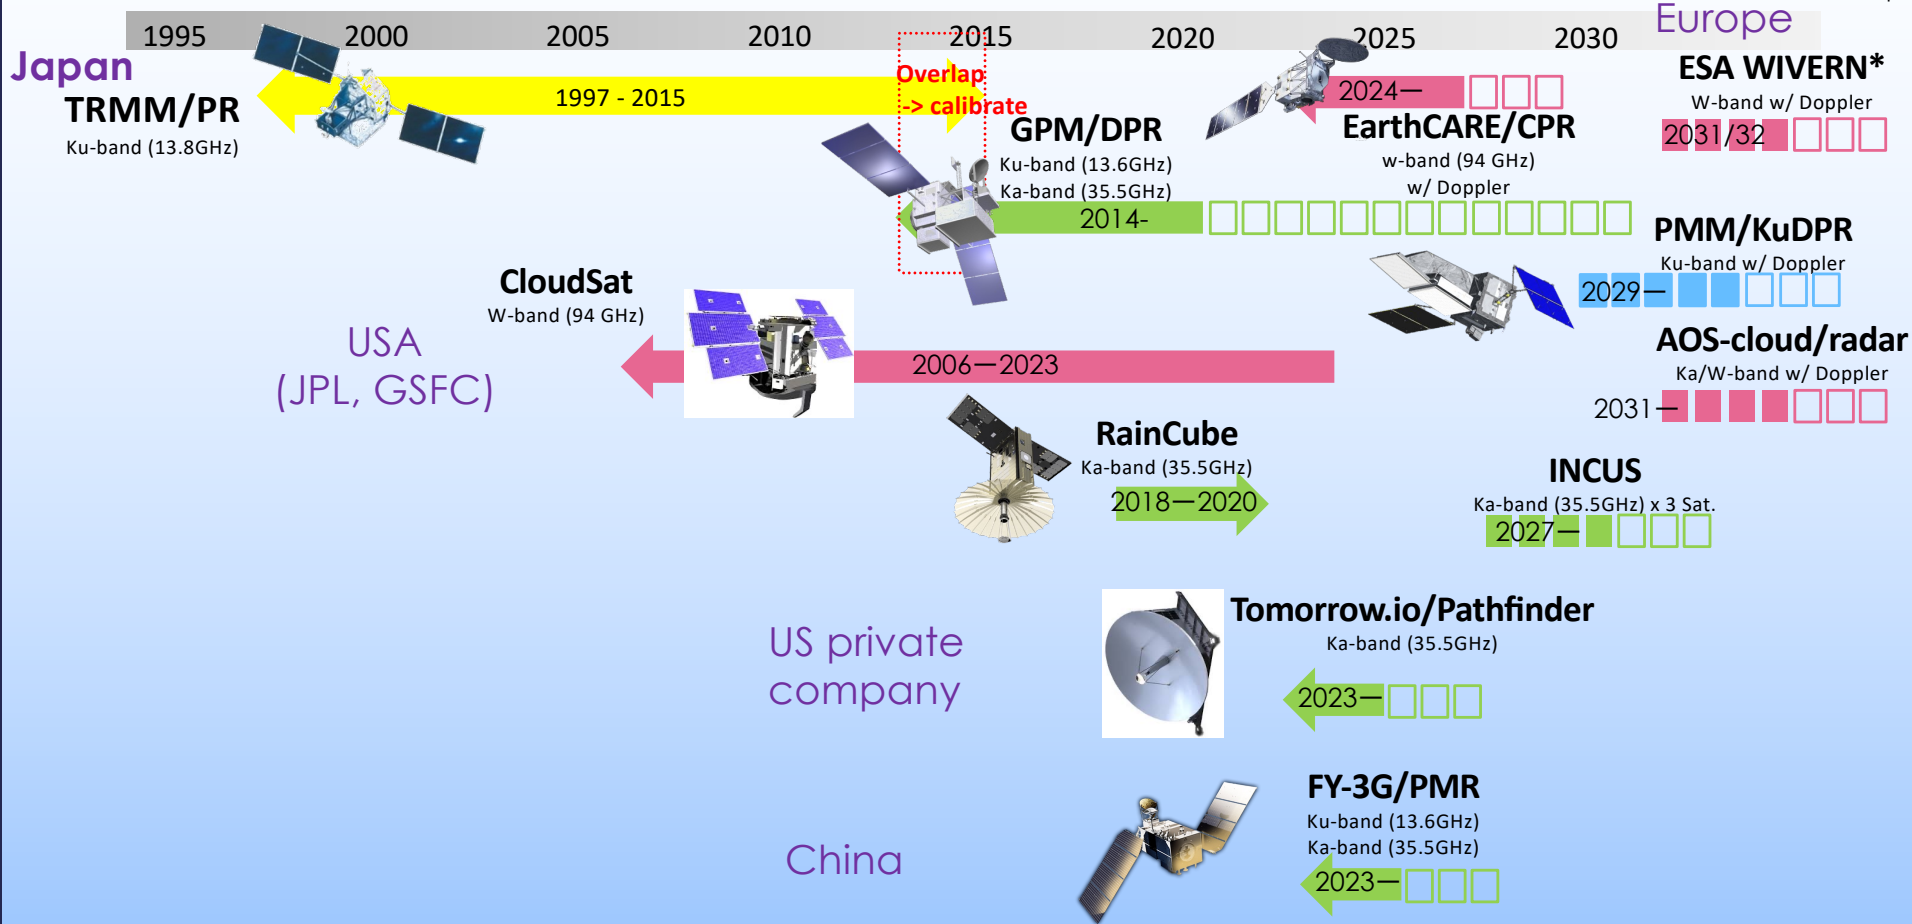 1995
2000
2005
2010
2015
2020
2025
2030
Europe
Japan
TRMM/PR
Ku-band (13.8GHz)
1997 - 2015
Overlap
-> calibrate
GPM/DPR
Ku-band (13.6GHz)
Ka-band (35.5GHz)
2014-
2024—
EarthCARE/CPR
w-band (94 GHz)
w/ Doppler
ESA WIVERN*
W-band w/ Doppler
2031/32
PMM/KuDPR
Ku-band w/ Doppler
2029—
CloudSat
W-band (94 GHz)
USA
(JPL, GSFC)
2006—2023
AOS-cloud/radar
Ka/W-band w/ Doppler
2031—
RainCube
Ka-band (35.5GHz)
2018—2020
INCUS
Ka-band (35.5GHz) x 3 Sat.
2027—
US private
company
Tomorrow.io/Pathfinder
Ka-band (35.5GHz)
2023—
China
FY-3G/PMR
Ku-band (13.6GHz)
Ka-band (35.5GHz)
2023—